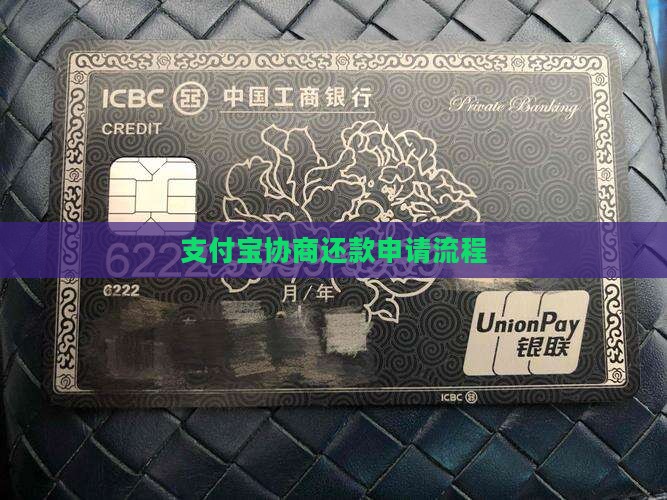 ICBC 中国工商银行
Private Banking
CREDIT
支付宝协商还款申请流程
6222
6222
月/年
UnionPay
银联
ICBC